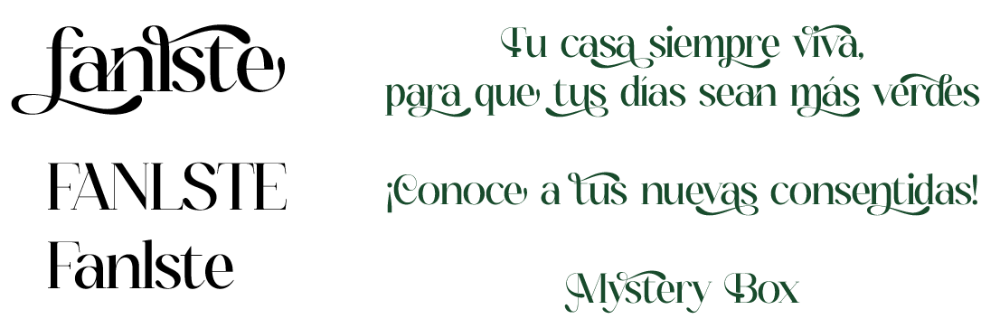 fanlste
FANLSTE
Fanlste
Tu casa siempre viva,
para que tus días sean más verdes
¡Conoce a tus nuevas consentidas!
Mystery Box